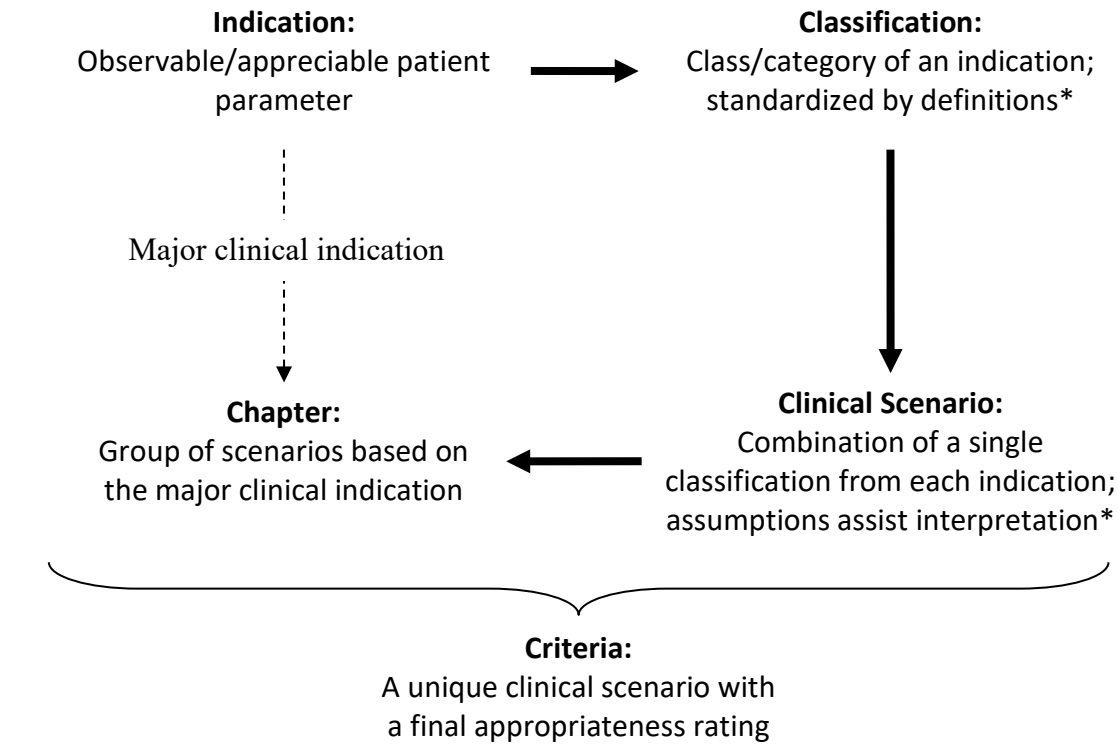 Indication:
Observable/appreciable patient
parameter
Classification:
Class/category of an indication;
standardized by definitions*
Major clinical indication
Chapter:
Group of scenarios based on
the major clinical indication
Clinical Scenario:
Combination of a single
classification from each indication;
assumptions assist interpretation*
Criteria:
A unique clinical scenario with
a final appropriateness rating